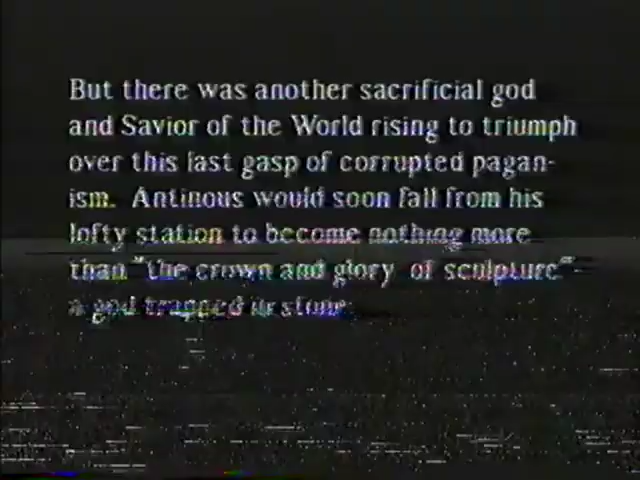 But there was another sacrificial god
and Savior of the World rising to triumph
over this last gasp of corrupted pagan-
ism. Antinous would soon fall from his
lofty station to become nothing more
than "the crown and glory of sculpture"
a god trapped in stone.